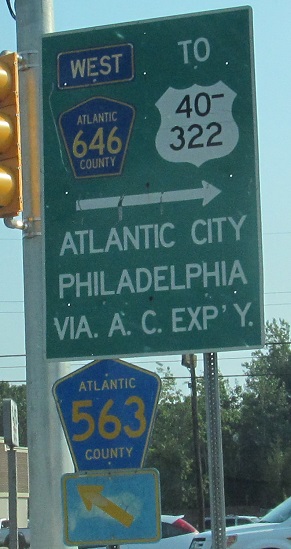 WEST
TO
ATLANTIC
646
COUNTY
40-
322
ATLANTIC CITY
PHILADELPHIA
VIA. A. C. EXP'Y.
ATLANTIC
563
COUNTY